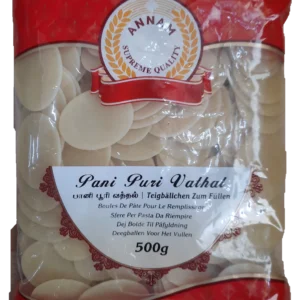 ANNAM
SUPREME QUALITY
Pani Puri Vathal
பானி பூரி வத்தல் | Teigbällchen Zum Füllen
Boules De Pâte Pour Le Remplissage
Sfere Per Pasta Da Riempire
Dej Bolde Til Påfyldning
Deegballen Voor Het Vullen
500g